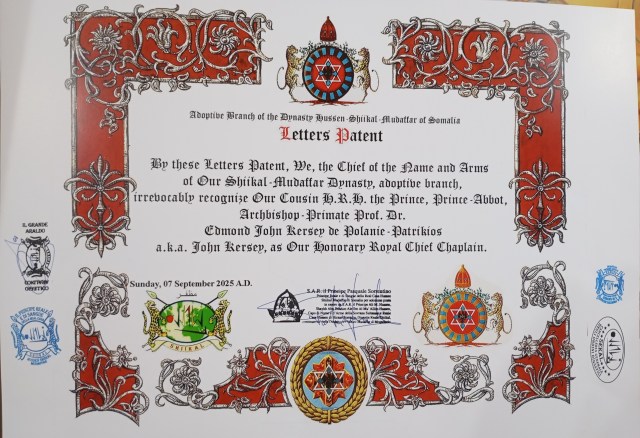 Adoptive Branch of the Dynasty Hussen-Shiikal-Mudaffar of Somalia
Letters Patent
By these Letters Patent, We, the Chief of the Name and Arms
of Our Shiikal-Mudaffar Dynasty, adoptive branch,
irrevocably recognize Our Cousin H.R.H. the Prince, Prince-Abbot,
Archbishop-Primate Prof. Dr.
Edmond John Kersey de Polanie-Patrikios
a.k.a. John Kersey, as Our Honorary Royal Chief Chaplain.
IL GRANDE
ARALDO
Sunday, 07 September 2025 A.D.
S.A.R. il Principe Pasquale Sorrentino
Shiikal